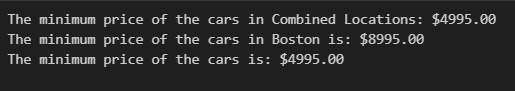 The minimum price of the cars in Combined Locations: $4995.00
The minimum price of the cars in Boston is: $8995.00
The minimum price of the cars is: $4995.00